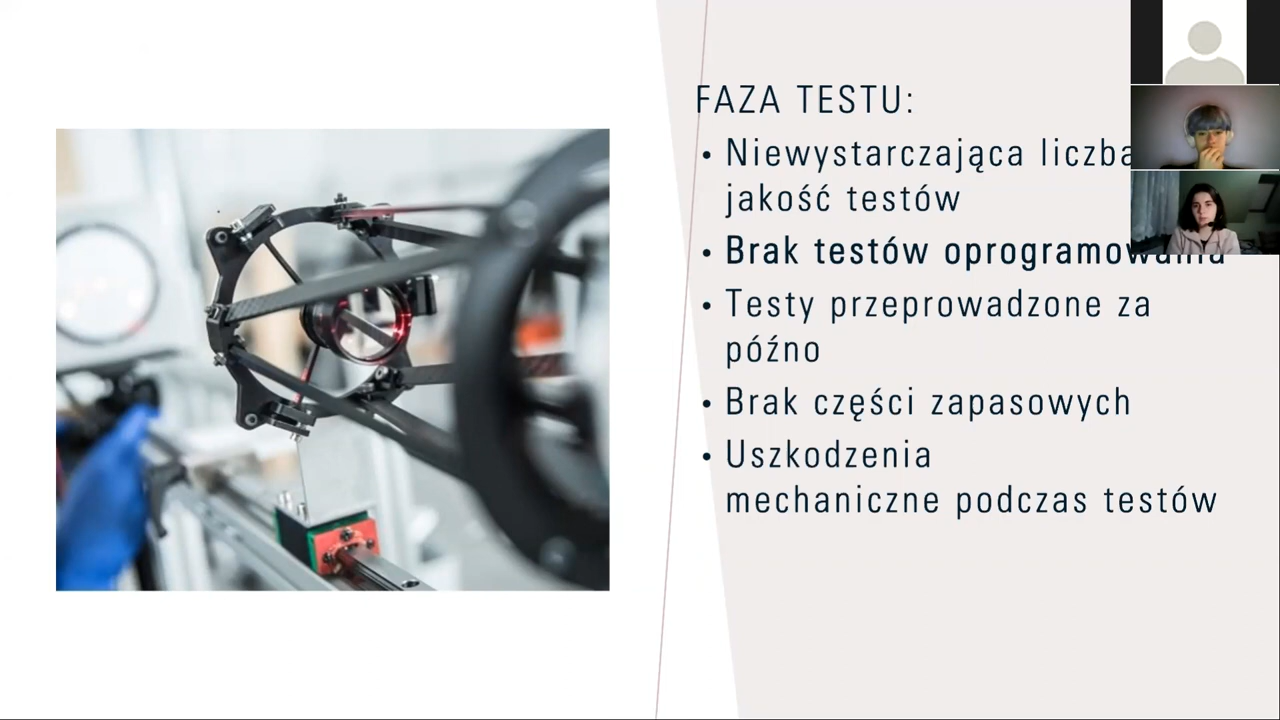 FAZA TESTU:
• Niewystarczająca liczba
jakość testów
• Brak testów oprogramowania
• Testy przeprowadzone za
późno
• Brak części zapasowych
• Uszkodzenia
mechaniczne podczas testów